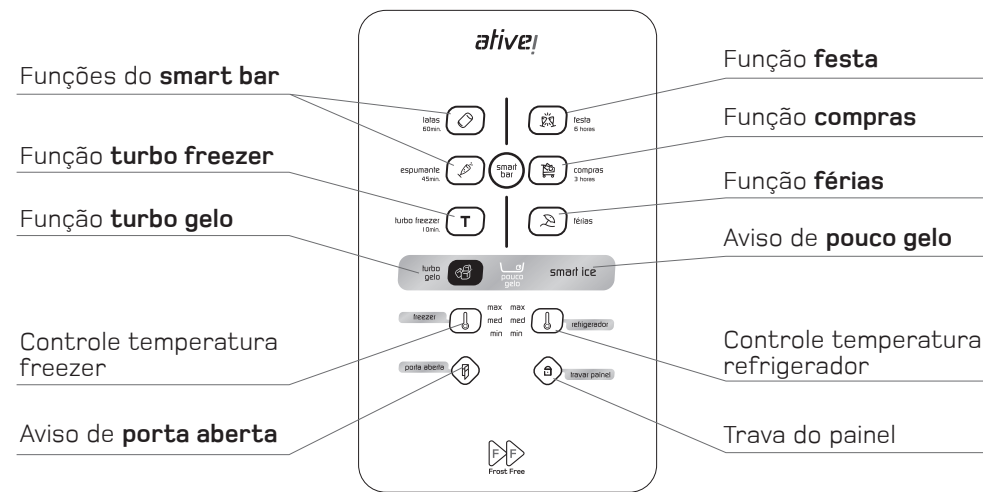 Funções do smart bar
Função turbo freezer
Função turbo gelo
Controle temperatura
freezer
Aviso de porta aberta
ative!
latas
60min.
espumante
45min.
turbo freezer
10min.
T
smart
bar
festa
6 horas
compras
3 horas
férias
turbo
gelo
pouco
gelo
smart ice
freezer
max max
med med
min min
refrigerador
porta aberta
travar painel
F F
Frost Free
Função festa
Função compras
Função férias
Aviso de pouco gelo
Controle temperatura
refrigerador
Trava do painel